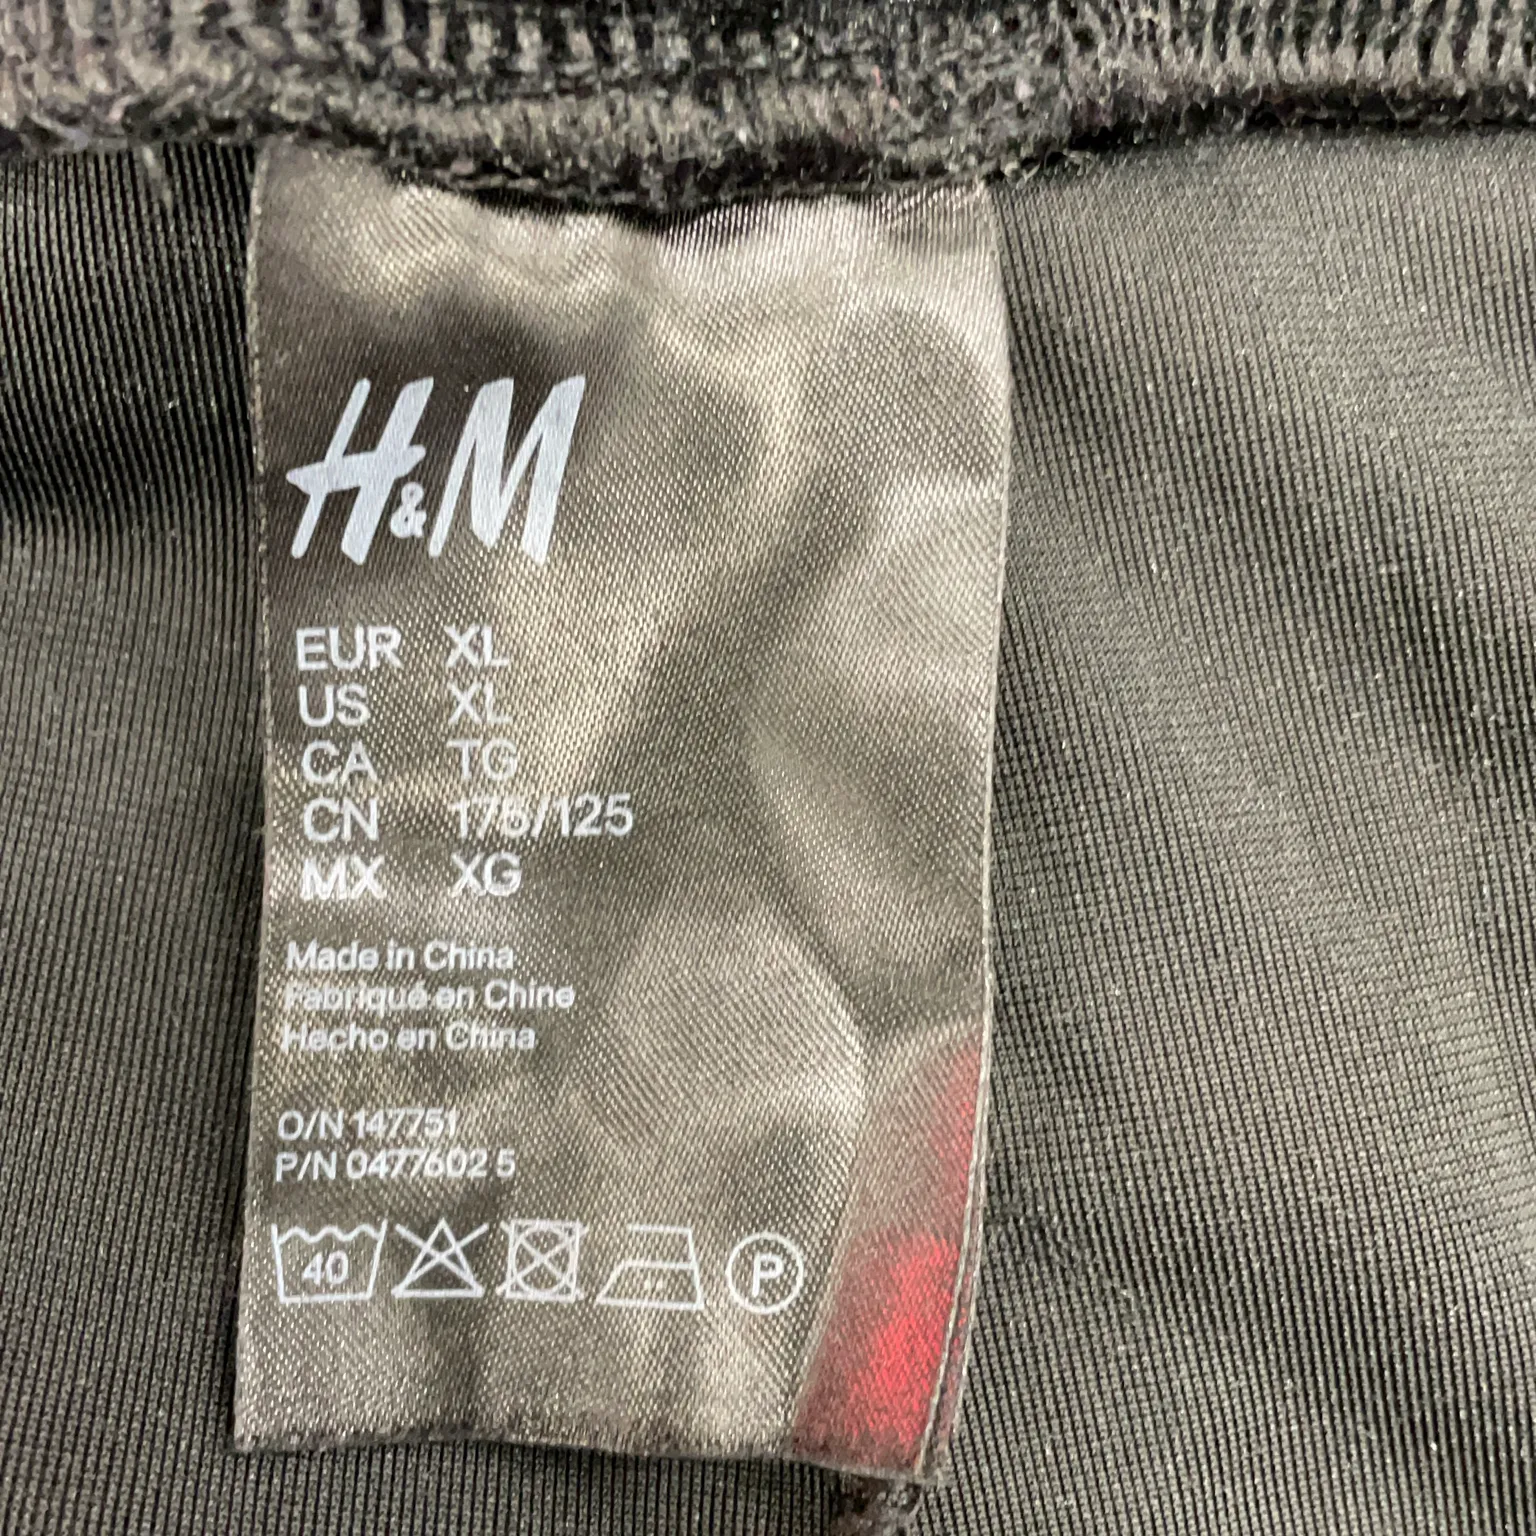 H&M
EUR XL
US XL
CA TG
CN 175/125
MX XG
Made in China
Fabriqué en Chine
Hecho en China
O/N 147751
P/N 0477602 5
40
P